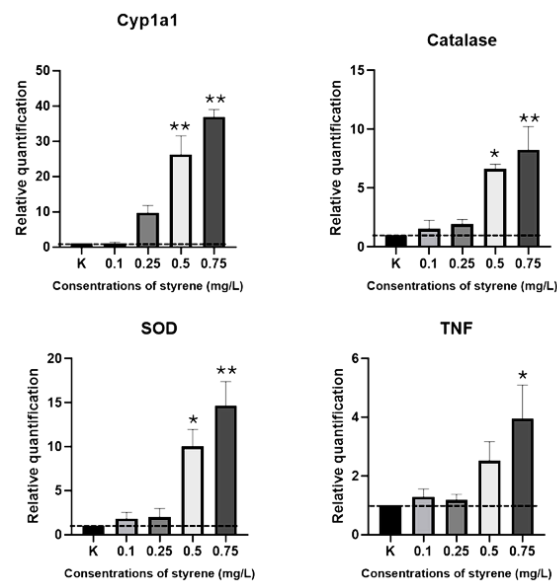 Cyp1a1
Relative quantification
50
40
30
20
10
0
** **
K 0.1 0.25 0.5 0.75
Consentrations of styrene (mg/L)
Catalase
Relative quantification
15
10
5
0
* **
K 0.1 0.25 0.5 0.75
Consentrations of styrene (mg/L)
SOD
Relative quantification
20
15
10
5
0
* **
K 0.1 0.25 0.5 0.75
Consentrations of styrene (mg/L)
TNF
Relative quantification
6
4
2
0
*
K 0.1 0.25 0.5 0.75
Consentrations of styrene (mg/L)